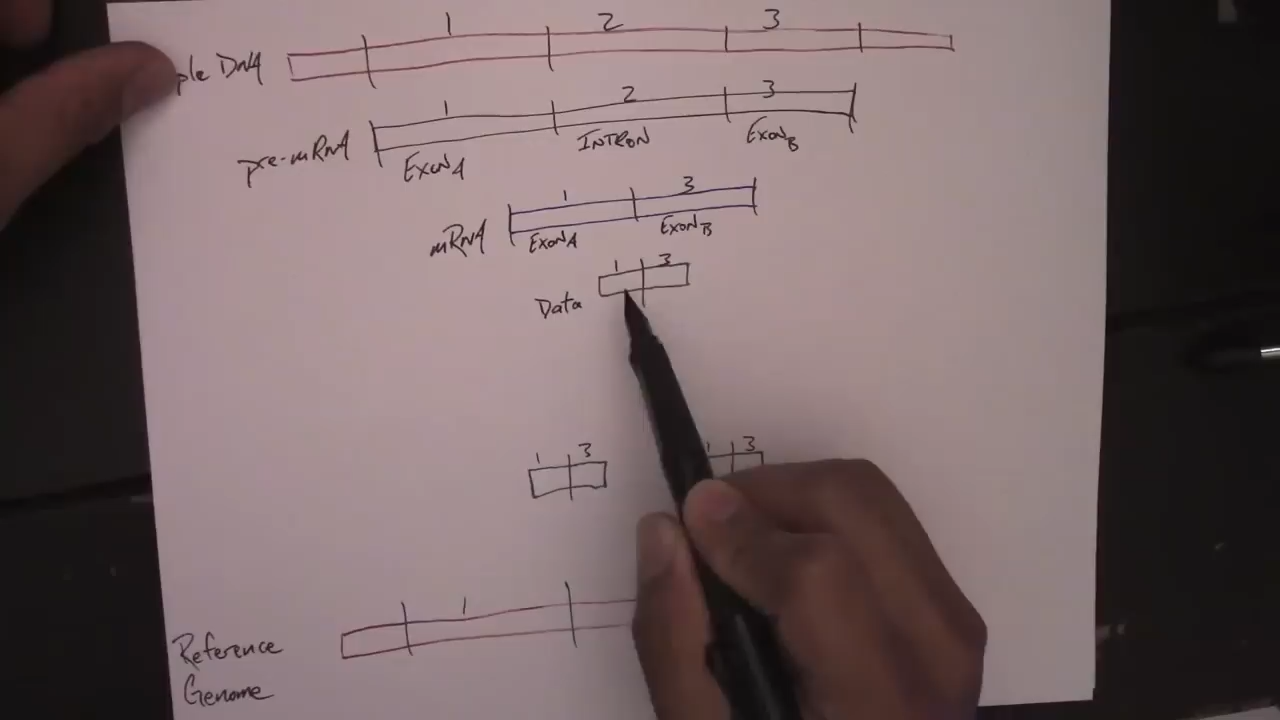 1 2 3
ple DNA
1 2 3
pre-mRNA
EXON A INTRON EXON B
1 3
mRNA
EXON A EXON B
1 3
Data
1 3
1 3
1
Reference
Genome